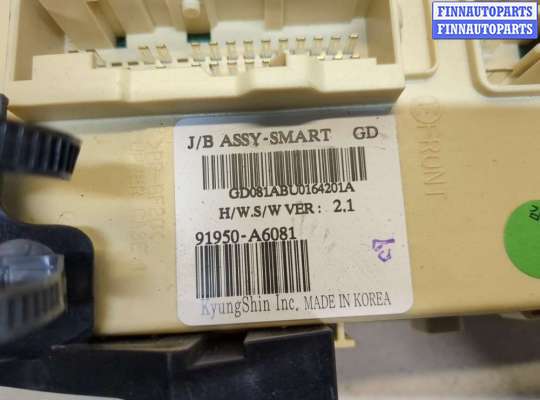 FINNAUTOPARTS
FINNAUTOPARTS
J/B ASSY-SMART GD
GD081ABU0164201A
H/W.S/W VER: 2.1
91950-A6081
KyungShin Inc. MADE IN KOREA
FRONT